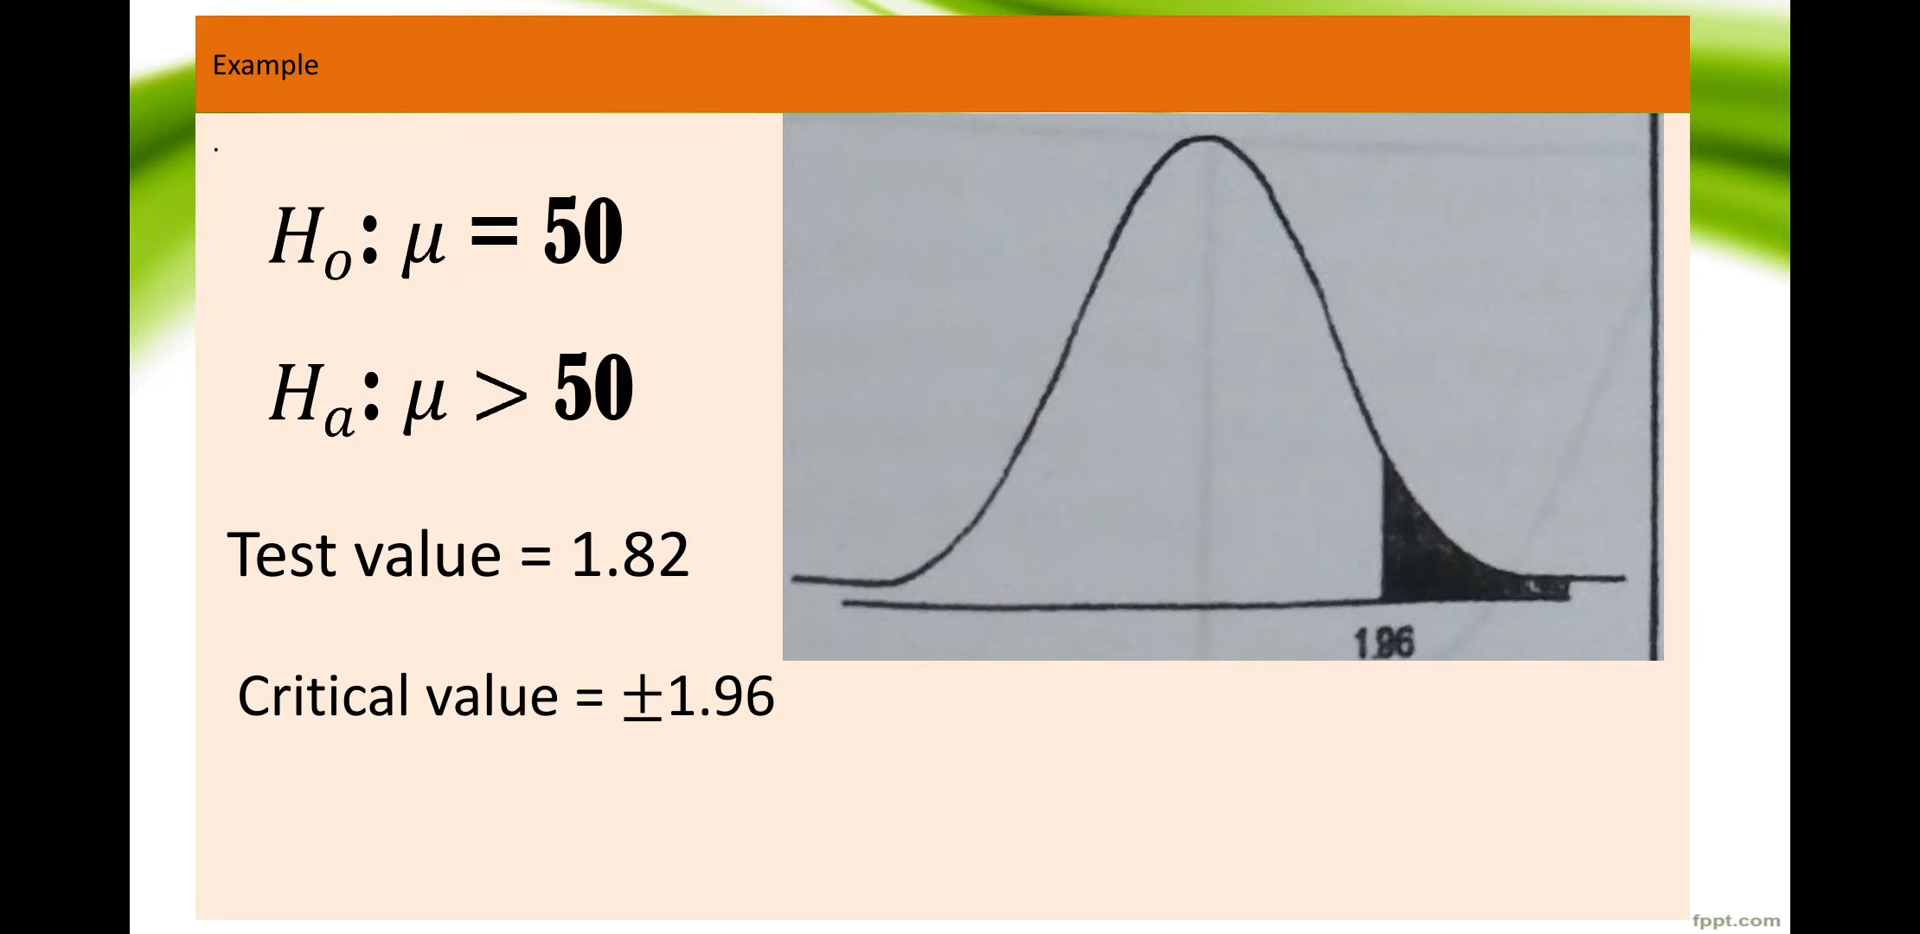 Example
.
Hₒ: μ = 50
Hₐ: μ > 50
Test value = 1.82
Critical value = ±1.96
1.96
fppt.com